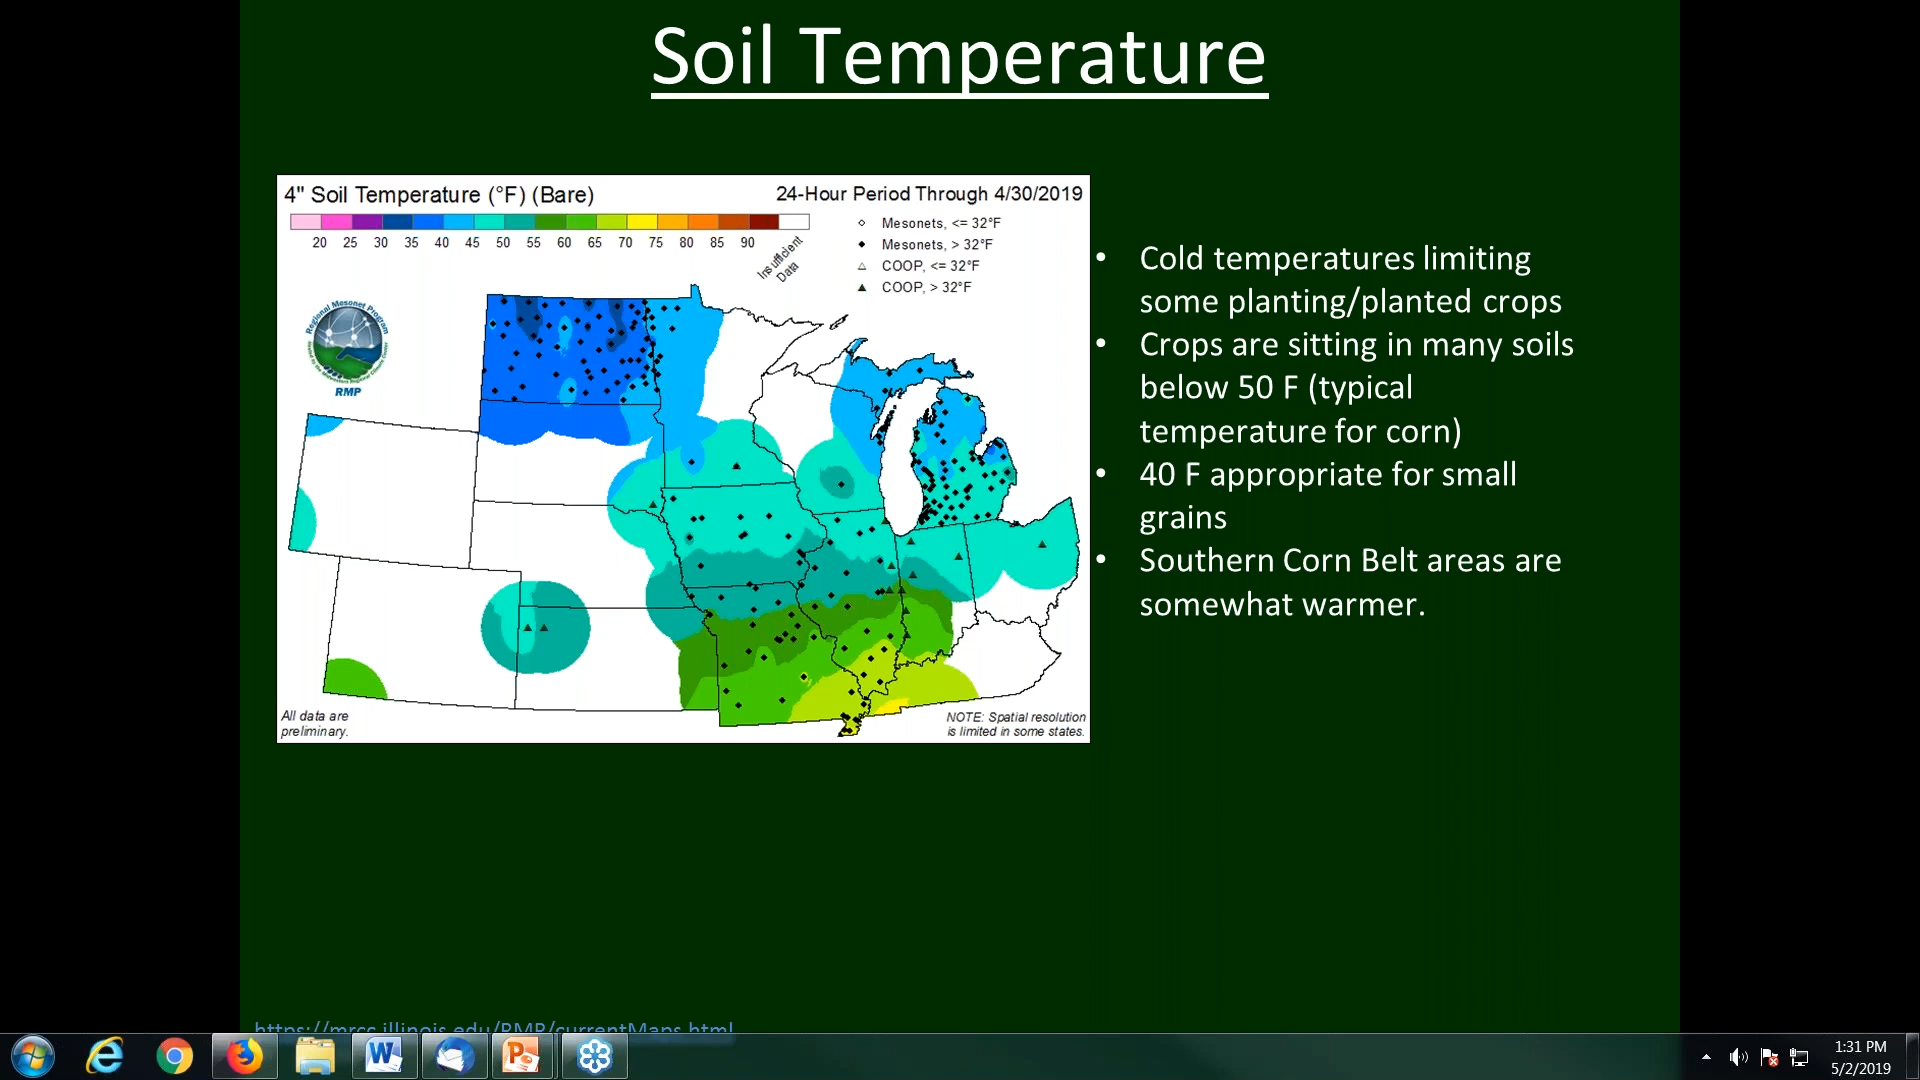 Soil Temperature
4" Soil Temperature (°F) (Bare)
24-Hour Period Through 4/30/2019
20 25 30 35 40 45 50 55 60 65 70 75 80 85 90
Insufficient
Data
Mesonets, <= 32°F
Mesonets, > 32°F
COOP, <= 32°F
COOP, > 32°F
Regional Mesonet Program
RMP
All data are
preliminary.
NOTE: Spatial resolution
is limited in some states.
• Cold temperatures limiting
some planting/planted crops
• Crops are sitting in many soils
below 50 F (typical
temperature for corn)
• 40 F appropriate for small
grains
• Southern Corn Belt areas are
somewhat warmer.
https://mrcc.illinois.edu/RMP/currentMaps.html
1:31 PM
5/2/2019